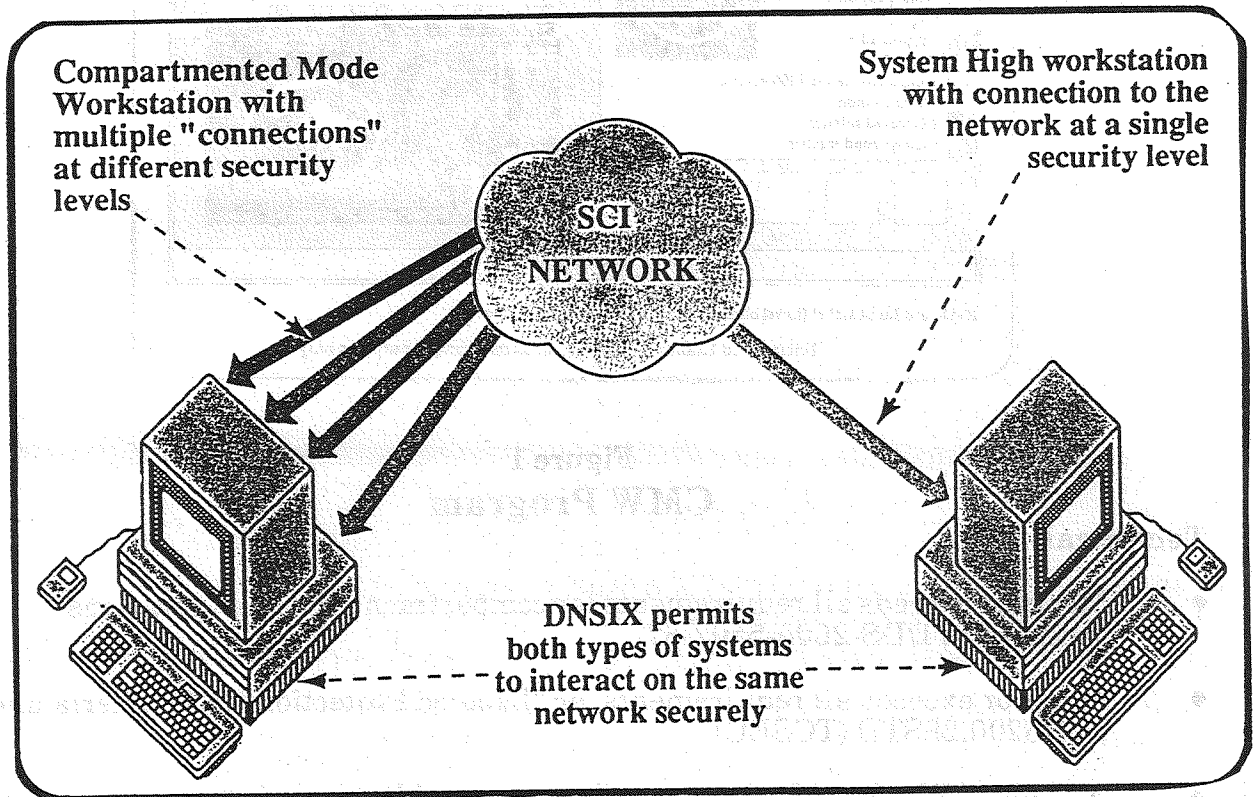 Compartmented Mode
Workstation with
multiple "connections"
at different security
levels
System High workstation
with connection to the
network at a single
security level
SCI
NETWORK
Figure 1
CMW Program
DNSIX permits
both types of systems
to interact on the same
network securely